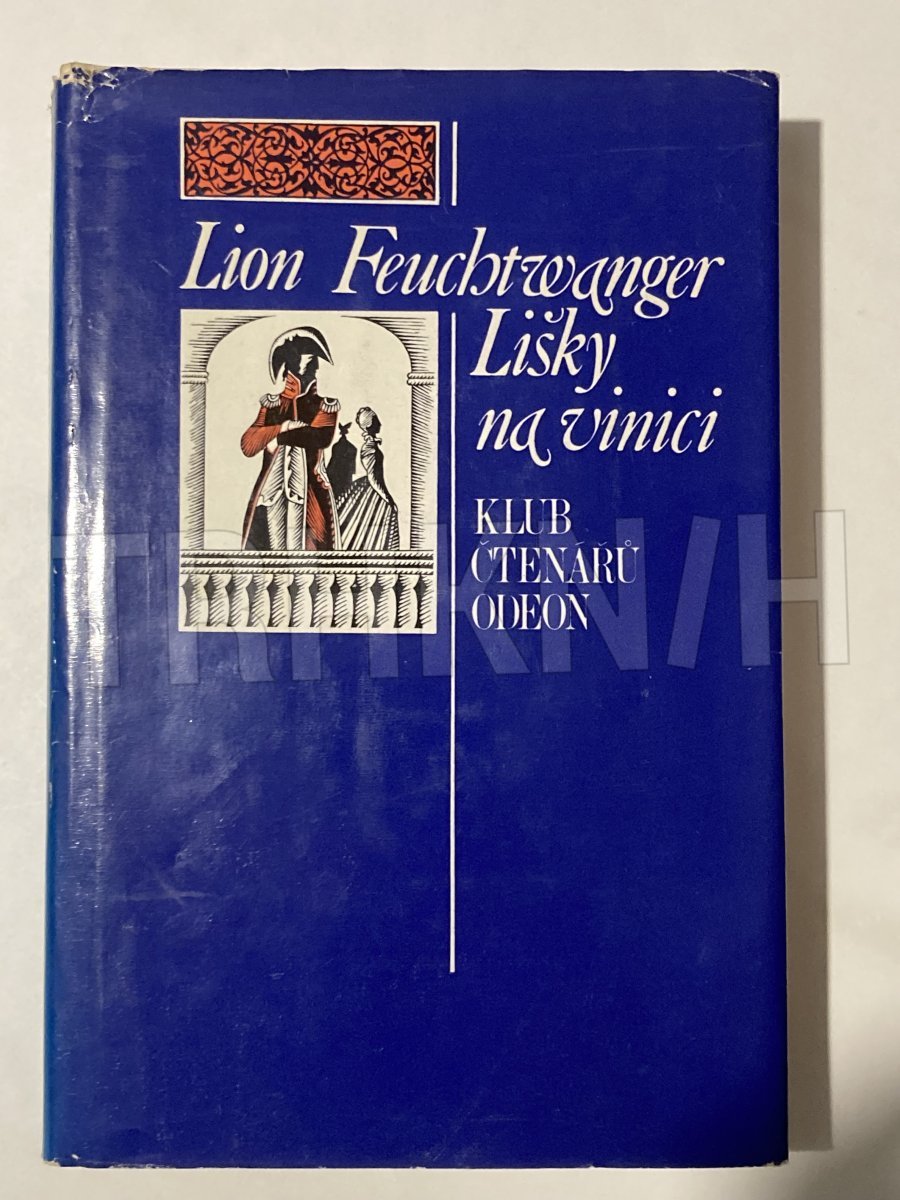 Lion Feuchtwanger
Lišky
na vinici
KLUB
ČTENÁŘŮ
ODEON